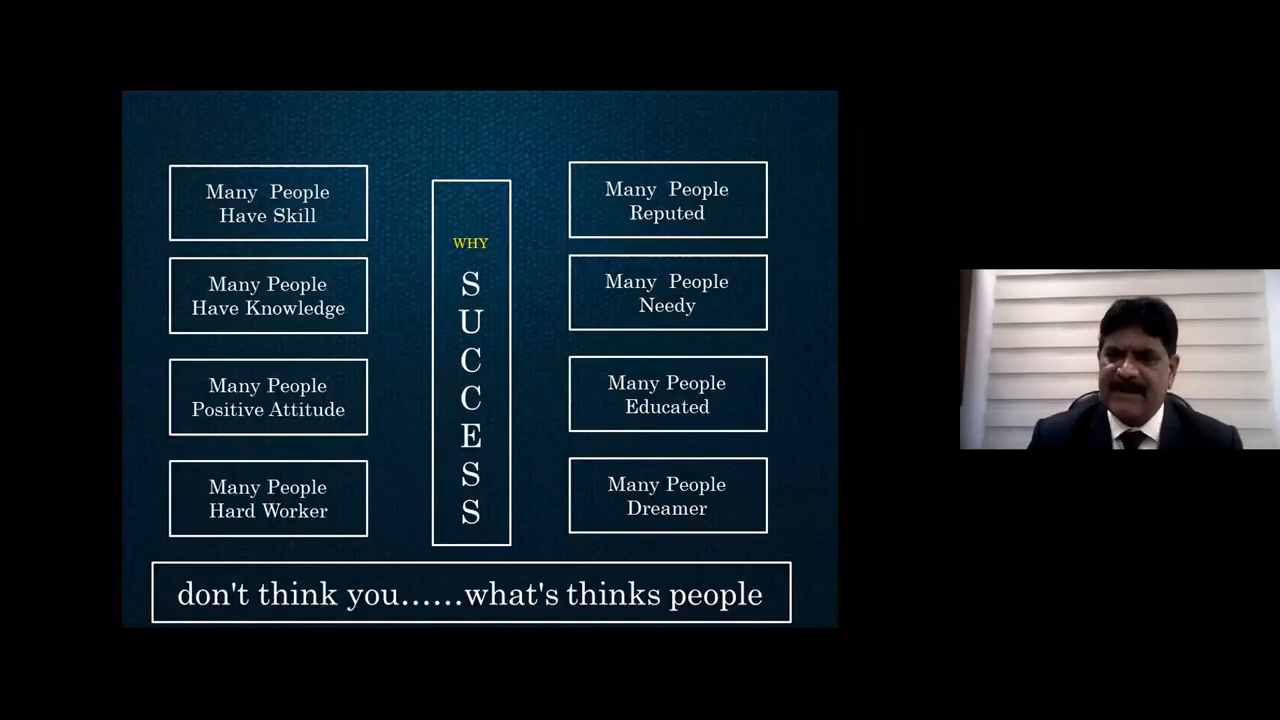 Many People
Have Skill
Many People
Have Knowledge
Many People
Positive Attitude
Many People
Hard Worker
WHY
S
U
C
C
E
S
S
Many People
Reputed
Many People
Needy
Many People
Educated
Many People
Dreamer
don't think you......what's thinks people